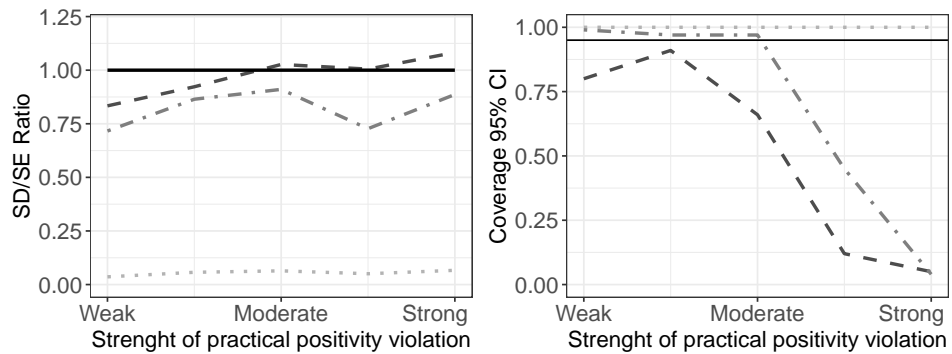 1.25
1.00
0.75
0.50
0.25
0.00
SD/SE Ratio
Weak Moderate Strong
Strenght of practical positivity violation
1.00
0.75
0.50
0.25
0.00
Coverage 95% CI
Weak Moderate Strong
Strenght of practical positivity violation